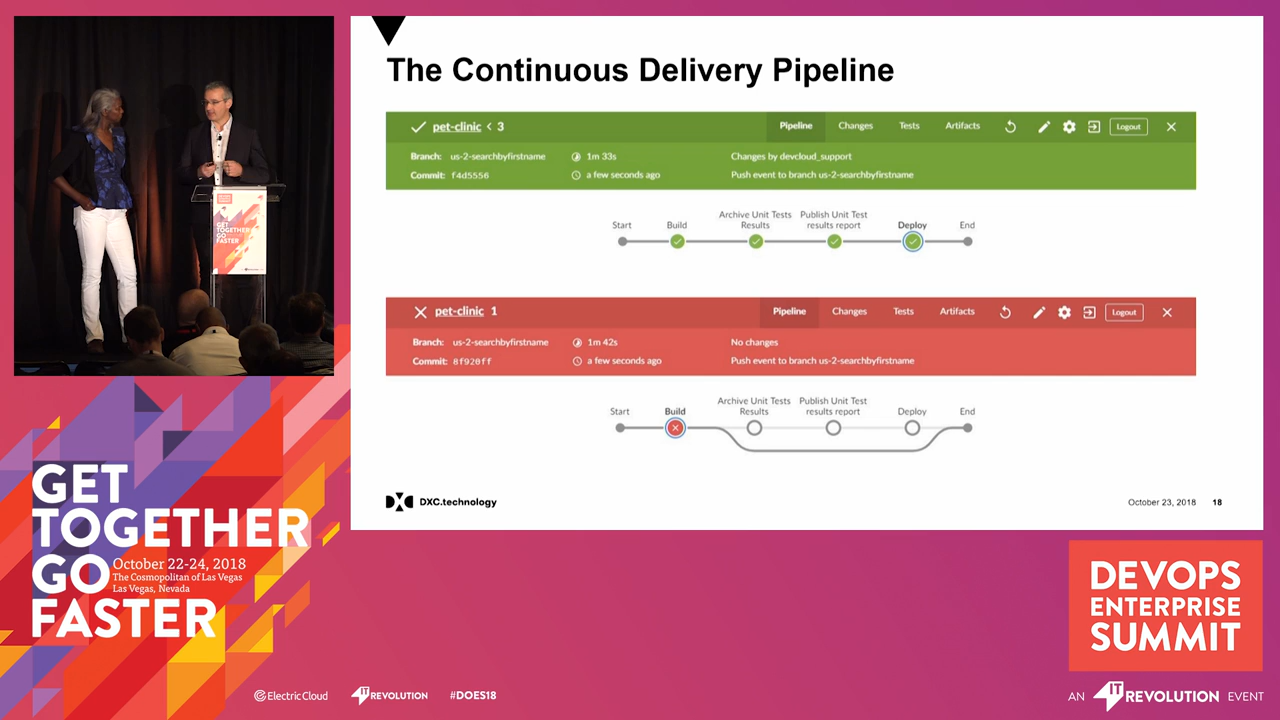 The Continuous Delivery Pipeline
pet-clinic < 3
Pipeline Changes Tests Artifacts Logout
Branch: us-2-searchbyfirstname 1m 33s Changes by devcloud_support
Commit: f4d5556 a few seconds ago Push event to branch us-2-searchbyfirstname
Start Build Archive Unit Tests Results Publish Unit Test results report Deploy End
pet-clinic 1
Pipeline Changes Tests Artifacts Logout
Branch: us-2-searchbyfirstname 1m 42s No changes
Commit: 8f920ff a few seconds ago Push event to branch us-2-searchbyfirstname
Start Build Archive Unit Tests Results Publish Unit Test results report Deploy End
DXC.technology
October 23, 2018 18
GET
TOGETHER
GO
FASTER
GET
TOGETHER
GO
FASTER
October 22-24, 2018
The Cosmopolitan of Las Vegas
Las Vegas, Nevada
Electric Cloud
IT REVOLUTION
#DOES18
DEVOPS
ENTERPRISE
SUMMIT
AN IT REVOLUTION EVENT